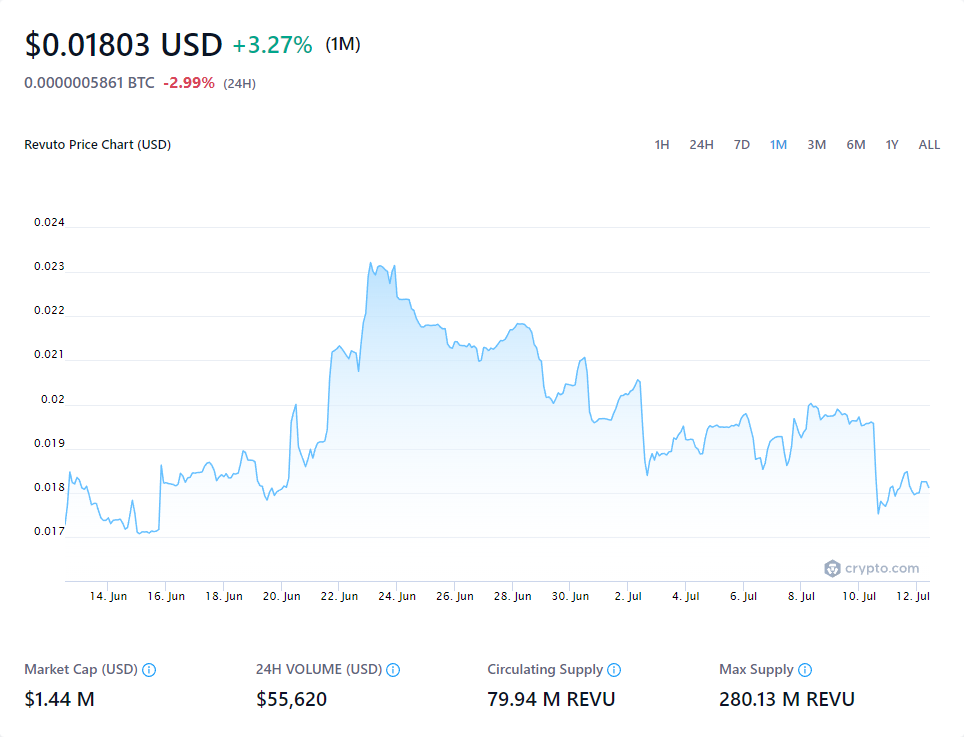 $0.01803 USD +3.27% (1M)
0.0000005861 BTC -2.99% (24H)
Revuto Price Chart (USD) 1H 24H 7D 1M 3M 6M 1Y ALL
0.024
0.023
0.022
0.021
0.02
0.019
0.018
0.017
crypto.com
14. Jun 16. Jun 18. Jun 20. Jun 22. Jun 24. Jun 26. Jun 28. Jun 30. Jun 2. Jul 4. Jul 6. Jul 8. Jul 10. Jul 12. Jul
Market Cap (USD) 24H VOLUME (USD) Circulating Supply Max Supply
$1.44 M $55,620 79.94 M REVU 280.13 M REVU